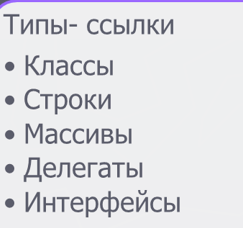 Типы- ссылки
• Классы
• Строки
• Массивы
• Делегаты
• Интерфейсы